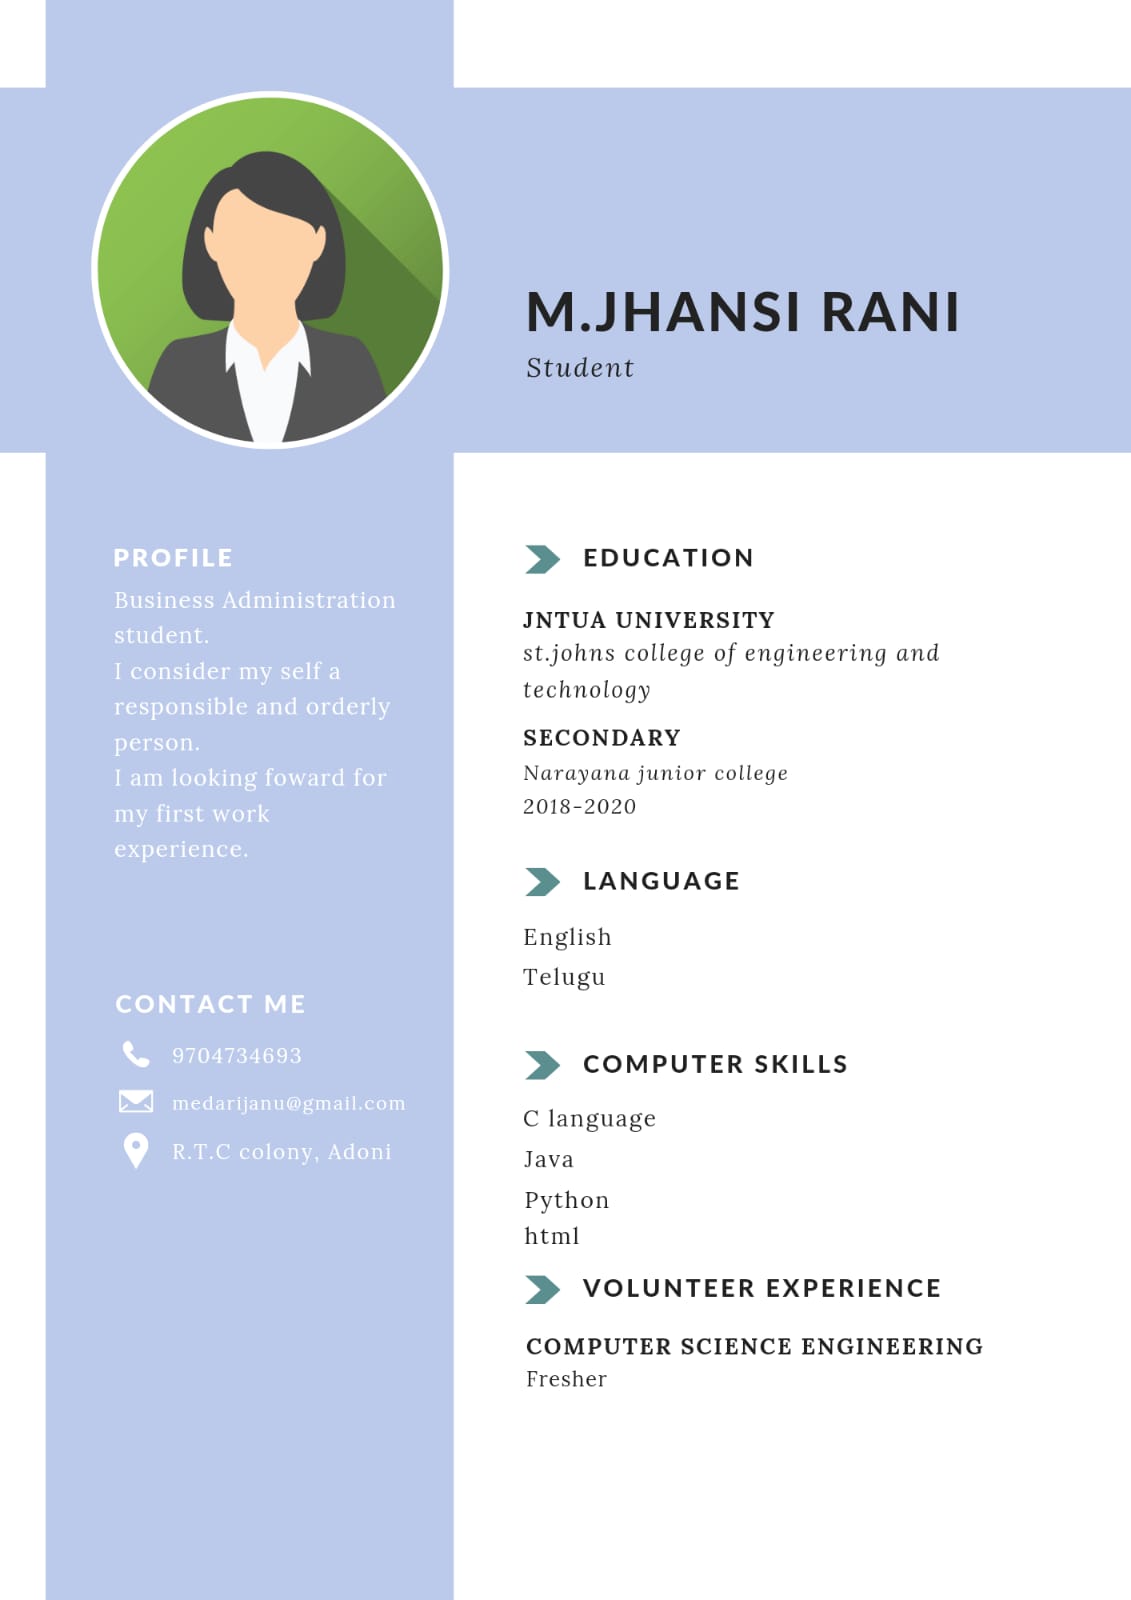 M.JHANSI RANI
Student
PROFILE
Business Administration
student.
I consider my self a
responsible and orderly
person.
I am looking foward for
my first work
experience.
CONTACT ME
9704734693
medarijanu@gmail.com
R.T.C colony, Adoni
EDUCATION
JNTUA UNIVERSITY
st.johns college of engineering and
technology
SECONDARY
Narayana junior college
2018-2020
LANGUAGE
English
Telugu
COMPUTER SKILLS
C language
Java
Python
html
VOLUNTEER EXPERIENCE
COMPUTER SCIENCE ENGINEERING
Fresher